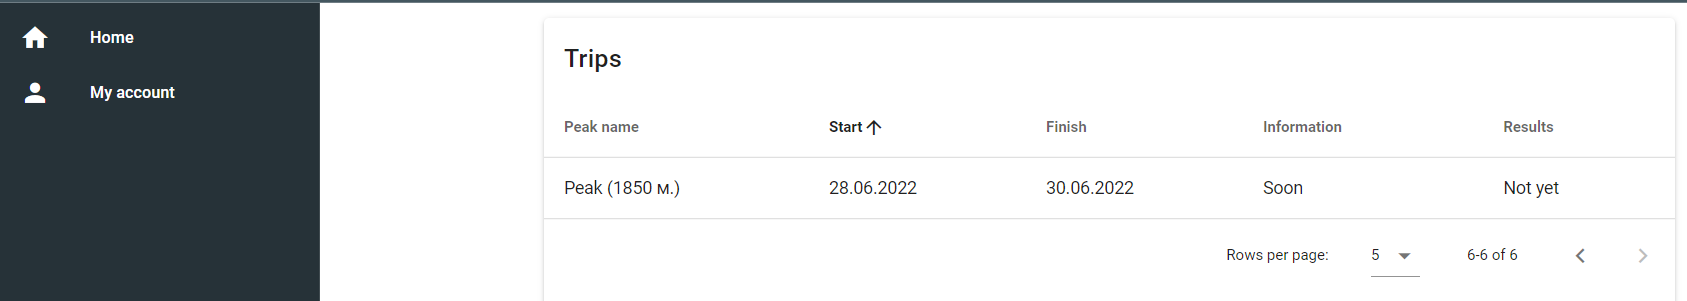 Home
My account
Trips
Peak name Start Finish Information Results
Peak (1850 м.) 28.06.2022 30.06.2022 Soon Not yet
Rows per page: 5 6-6 of 6